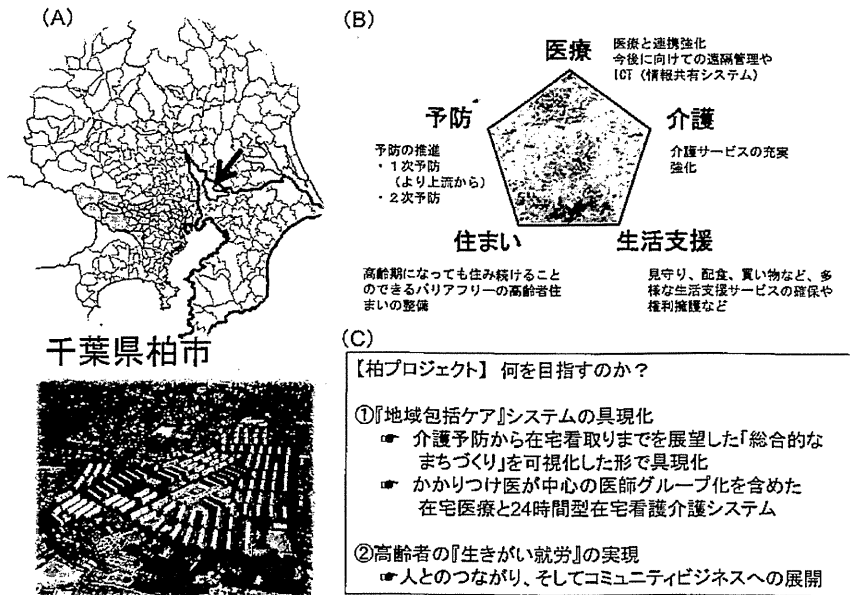 (A)
千葉県柏市
(B)
医療
医療と連携強化
今後に向けての遠隔管理や
ICT（情報共有システム）
予防
予防の推進
・１次予防
（より上流から）
・２次予防
介護
介護サービスの充実
強化
住まい
高齢期になっても住み続けること
のできるバリアフリーの高齢者住
まいの整備
生活支援
見守り、配食、買い物など、多
様な生活支援サービスの確保や
権利擁護など
(C)
【柏プロジェクト】 何を目指すのか？
①『地域包括ケア』システムの具現化
☛ 介護予防から在宅看取りまでを展望した「総合的な
まちづくり」を可視化した形で具現化
☛ かかりつけ医が中心の医師グループ化を含めた
在宅医療と24時間型在宅看護介護システム
②高齢者の『生きがい就労』の実現
☛人とのつながり、そしてコミュニティビジネスへの展開